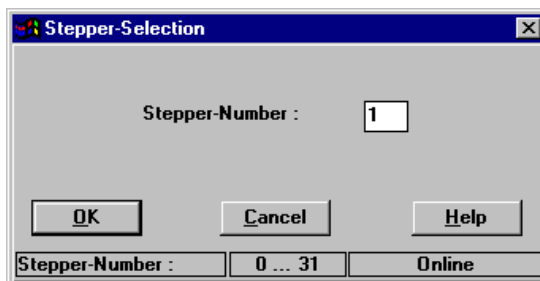 Stepper-Selection
Stepper-Number : 1
OK Cancel Help
Stepper-Number : 0 ... 31 Online